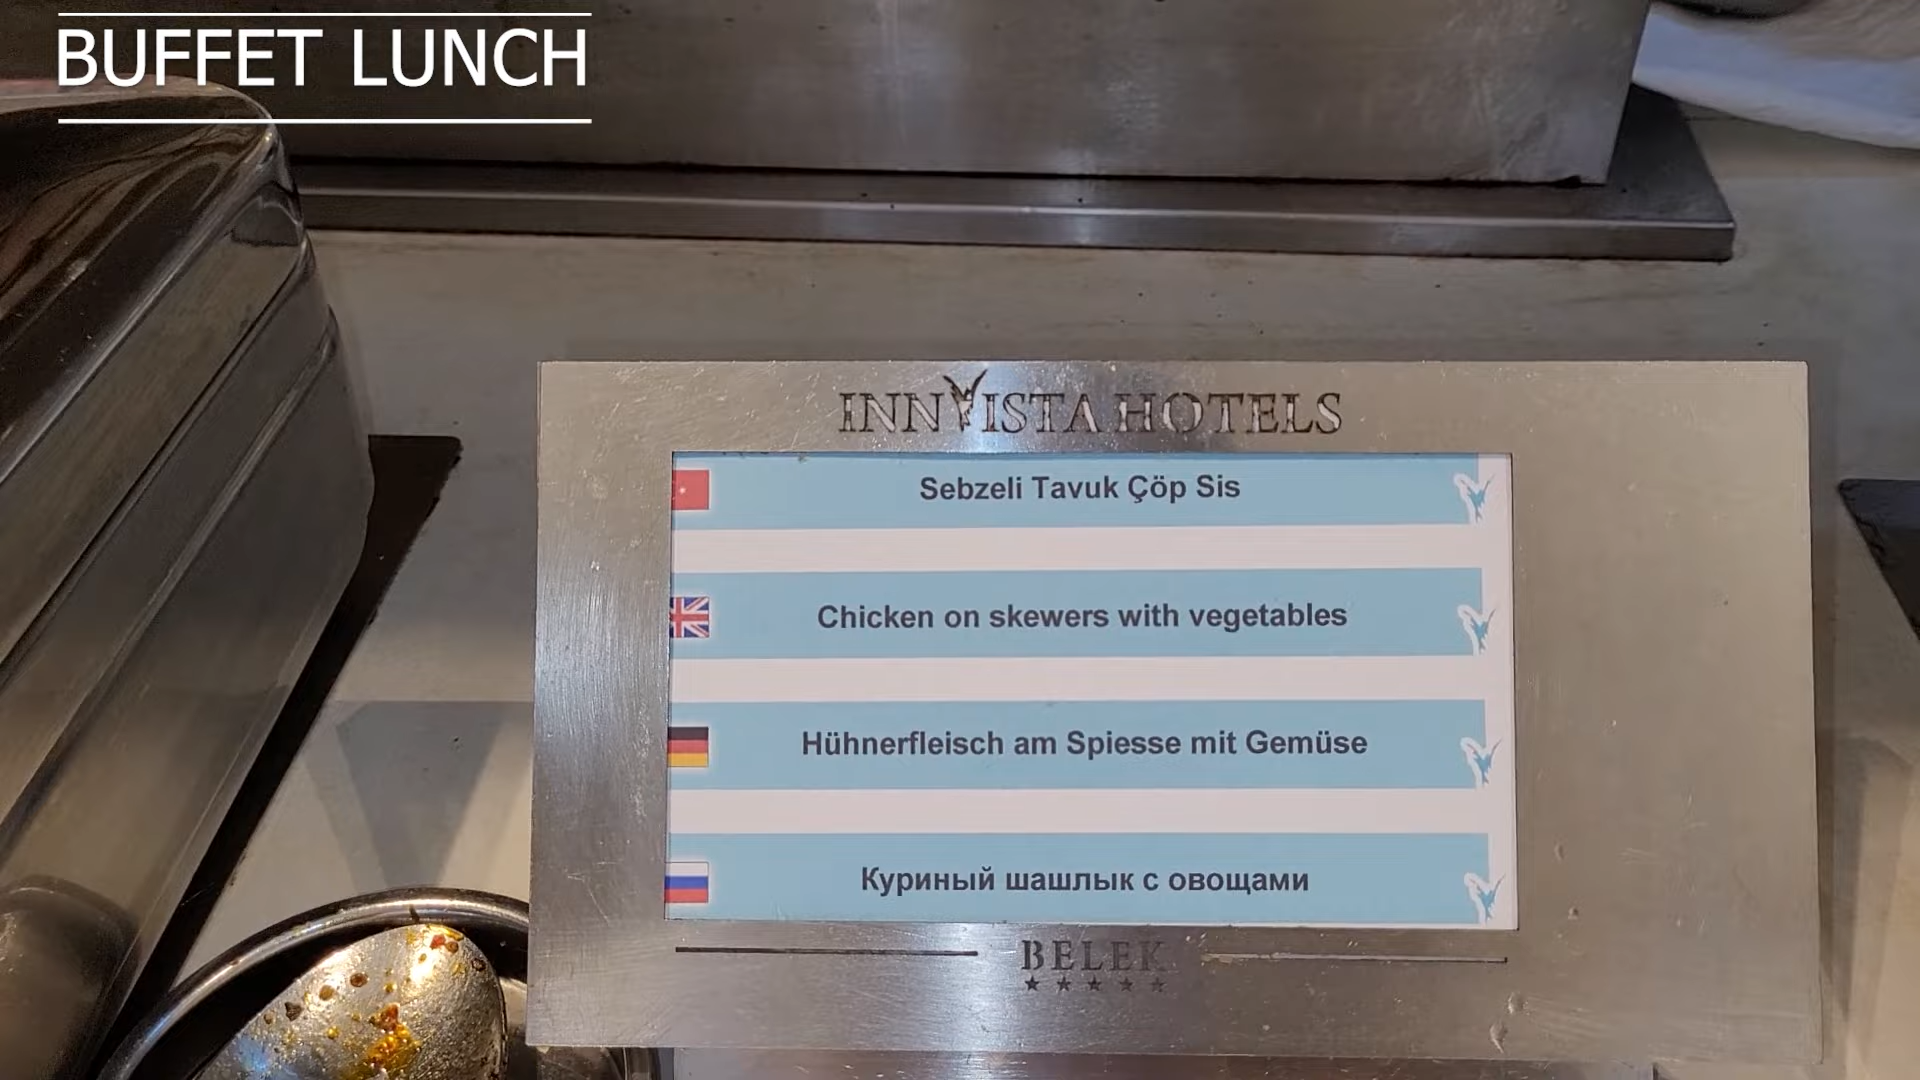 BUFFET LUNCH
INNVISTA HOTELS
Sebzeli Tavuk Çöp Sis
Chicken on skewers with vegetables
Hühnerfleisch am Spiesse mit Gemüse
Куриный шашлык с овощами
BELEK